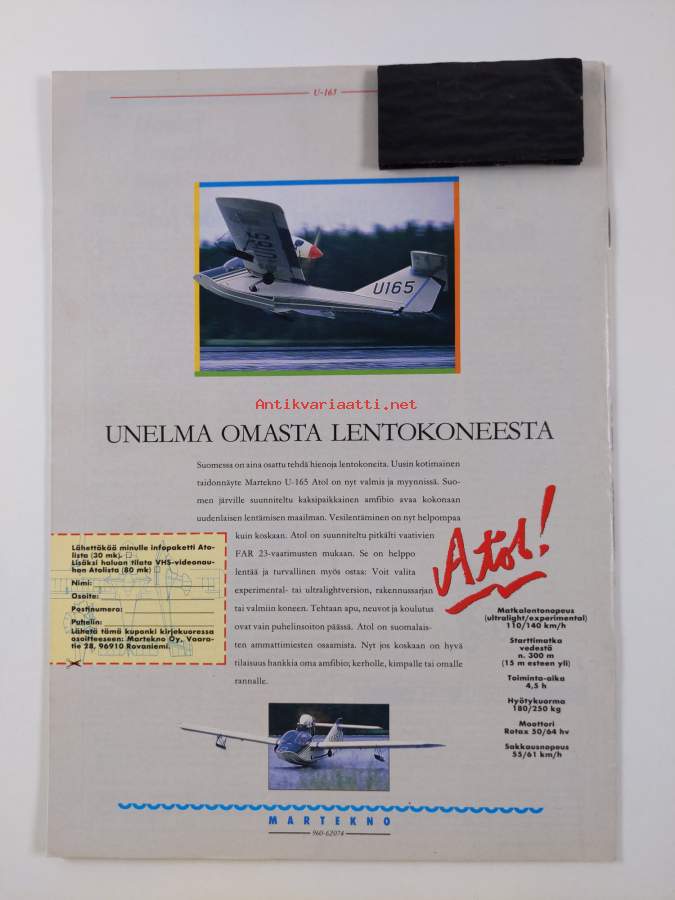 U-165
U165
U165
Antikvariaatti.net
UNELMA OMASTA LENTOKONEESTA
Suomessa on aina osattu tehdä hienoja lentokoneita. Uusin kotimainen
taidonnäyte Martekno U-165 Atol on nyt valmis ja myynnissä. Suo-
men järville suunniteltu kaksipaikkainen amfibio avaa kokonaan
uudenlaisen lentämisen maailman. Vesilentäminen on nyt helpompaa
kuin koskaan. Atol on suunniteltu pitkälti vaativien
FAR 23-vaatimusten mukaan. Se on helppo
lentää ja turvallinen myös ostaa: Voit valita
experimental- tai ultralightversion, rakennussarjan
tai valmiin koneen. Tehtaan apu, neuvot ja koulutus
ovat vain puhelinsoiton päässä. Atol on suomalais-
ten ammattimiesten osaamista. Nyt jos koskaan on hyvä
tilaisuus hankkia oma amfibio; kerholle, kimpalle tai omalle
rannalle.
Lähettäkää minulle infopaketti Ato-
lista (30 mk).
Lisäksi haluan tilata VHS-videonau-
han Atolista (80 mk)
Nimi:
Osoite:
Postinumero:
Puhelin:
Lähetä tämä kuponki kirjekuoressa
osoitteeseen: Martekno Oy, Vaara-
tie 28, 96910 Rovaniemi.
Atol!
Matkalentonopeus
(ultralight/experimental)
110/140 km/h
Starttimatka
vedestä
n. 300 m
(15 m esteen yli)
Toiminta-aika
4,5 h
Hyötykuorma
180/250 kg
Moottori
Rotax 50/64 hv
Sakkausnopeus
55/61 km/h
MARTEKNO
960-62074